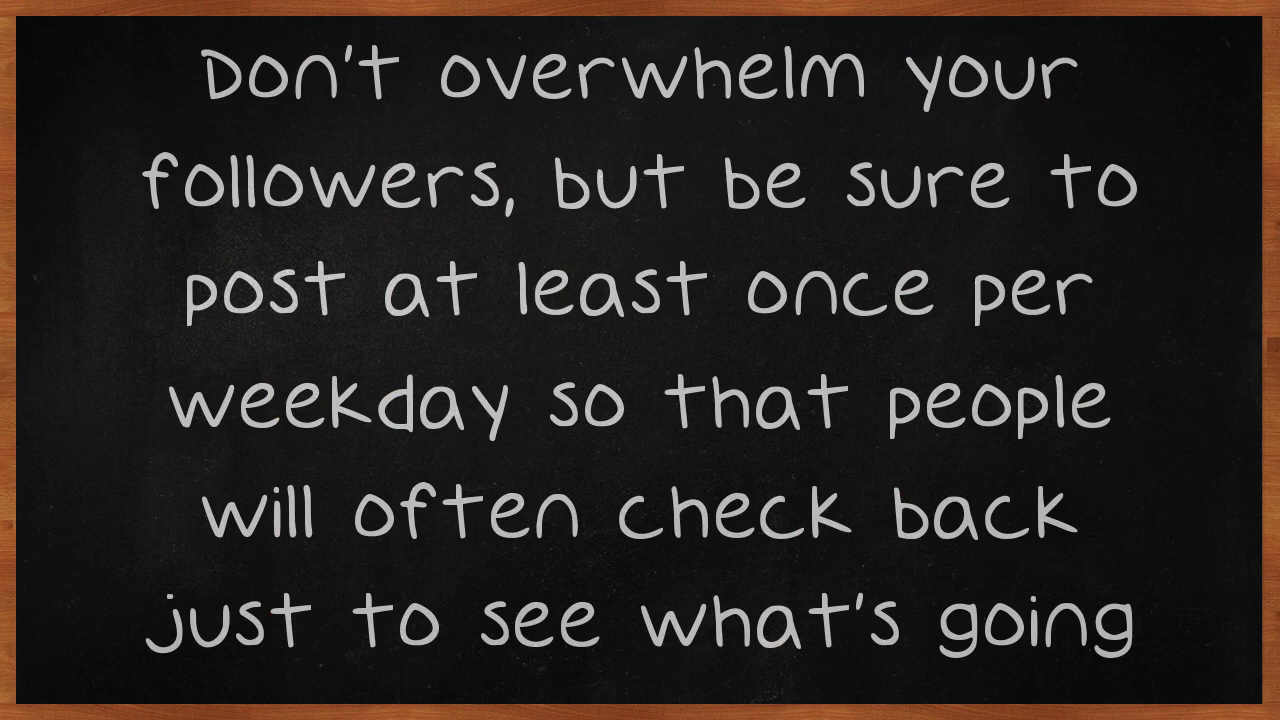 Don't overwhelm your
followers, but be sure to
post at least once per
weekday so that people
will often check back
just to see what's going